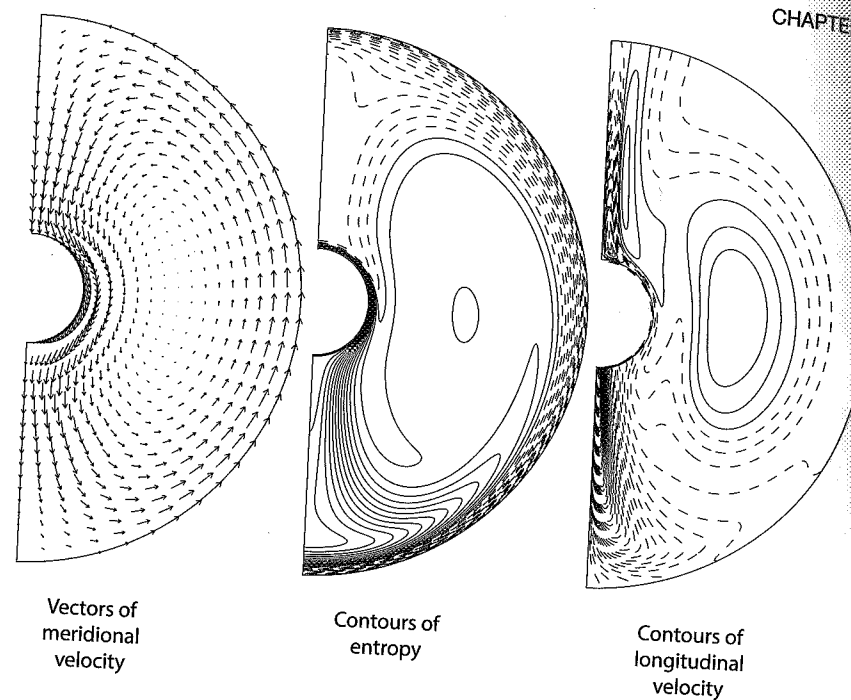 CHAPTE
Vectors of
meridional
velocity
Contours of
entropy
Contours of
longitudinal
velocity